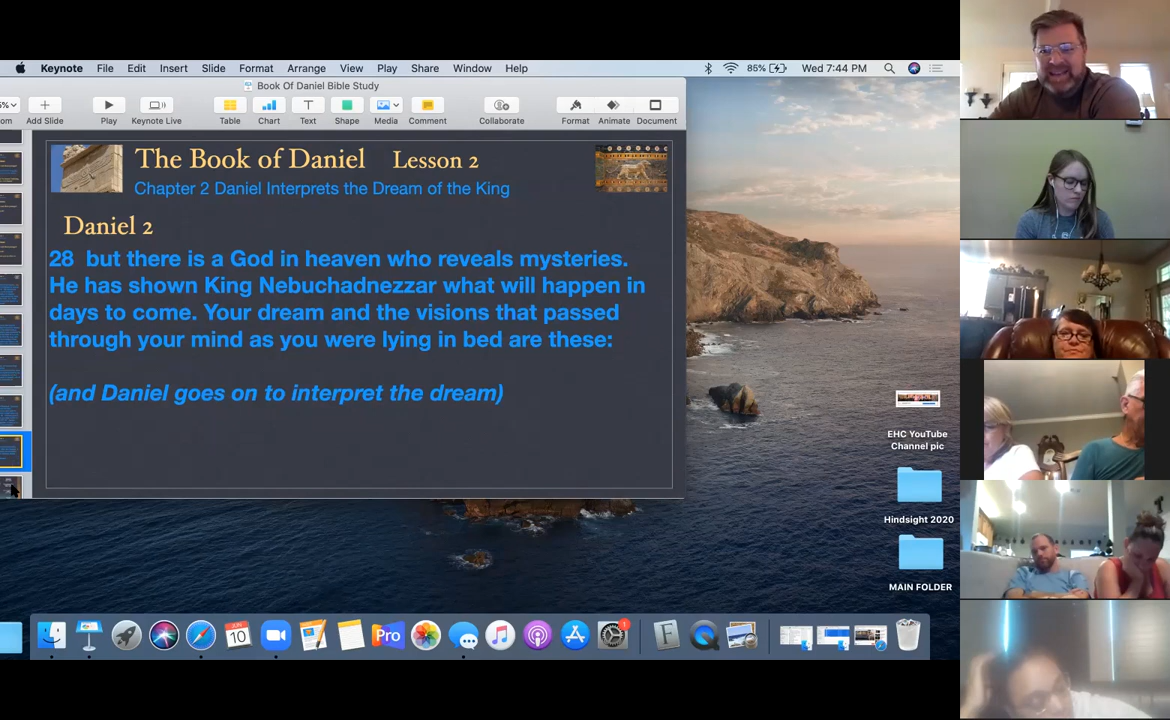 Keynote File Edit Insert Slide Format Arrange View Play Share Window Help 85% Wed 7:44 PM
Book Of Daniel Bible Study
Add Slide Play Keynote Live Table Chart Text Shape Media Comment Collaborate Format Animate Document
The Book of Daniel Lesson 2
Chapter 2 Daniel Interprets the Dream of the King
Daniel 2
28 but there is a God in heaven who reveals mysteries.
He has shown King Nebuchadnezzar what will happen in
days to come. Your dream and the visions that passed
through your mind as you were lying in bed are these:
(and Daniel goes on to interpret the dream)
EHC YouTube
Channel pic
Hindsight 2020
MAIN FOLDER
JUN
10
Pro
F
1